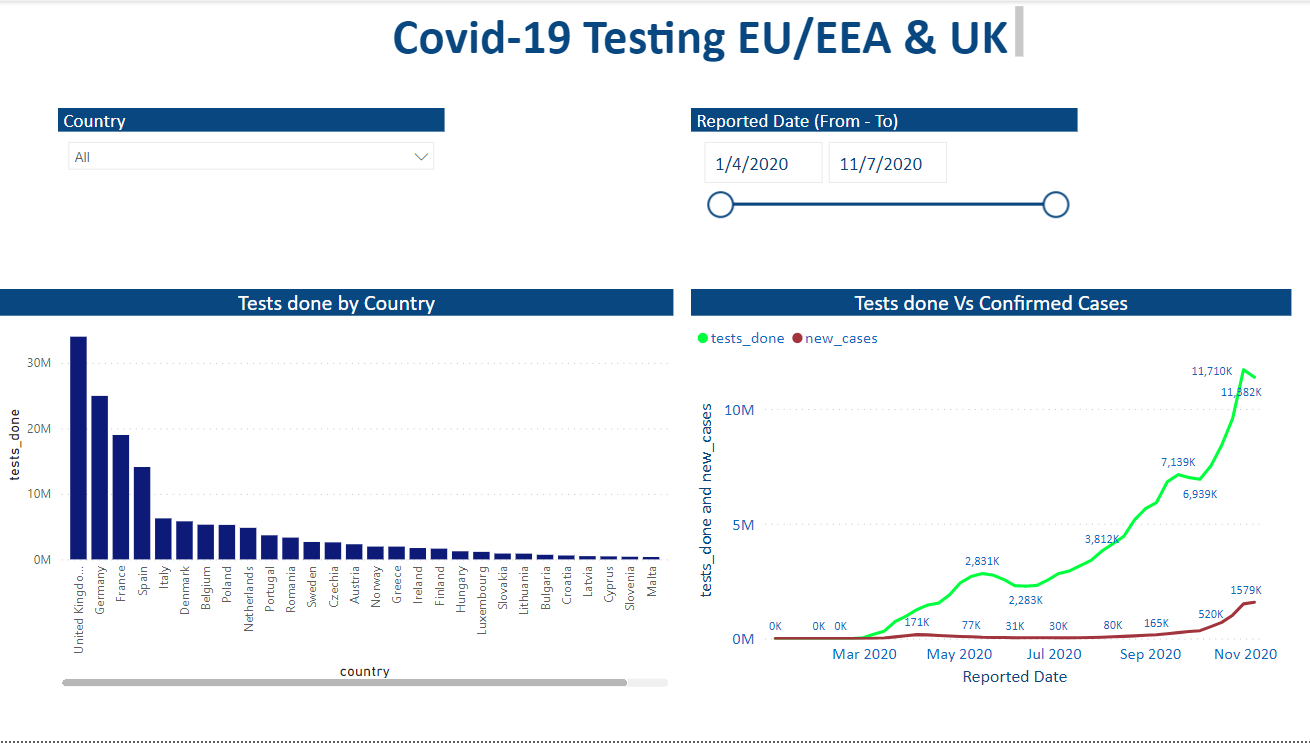 Covid-19 Testing EU/EEA & UK
Country
All
Reported Date (From - To)
1/4/2020
11/7/2020
Tests done by Country
tests_done
30M
20M
10M
0M
United Kingdo...
Germany
France
Spain
Italy
Denmark
Belgium
Poland
Netherlands
Portugal
Romania
Sweden
Czechia
Austria
Norway
Greece
Ireland
Finland
Hungary
Luxembourg
Slovakia
Lithuania
Bulgaria
Croatia
Latvia
Cyprus
Slovenia
Malta
country
Tests done Vs Confirmed Cases
tests_done new_cases
tests_done and new_cases
10M
5M
0M
11,710K
11,382K
7,139K
6,939K
3,812K
2,831K
2,283K
1579K
0K 0K 0K 171K 77K 31K 30K 80K 165K 520K
Mar 2020 May 2020 Jul 2020 Sep 2020 Nov 2020
Reported Date